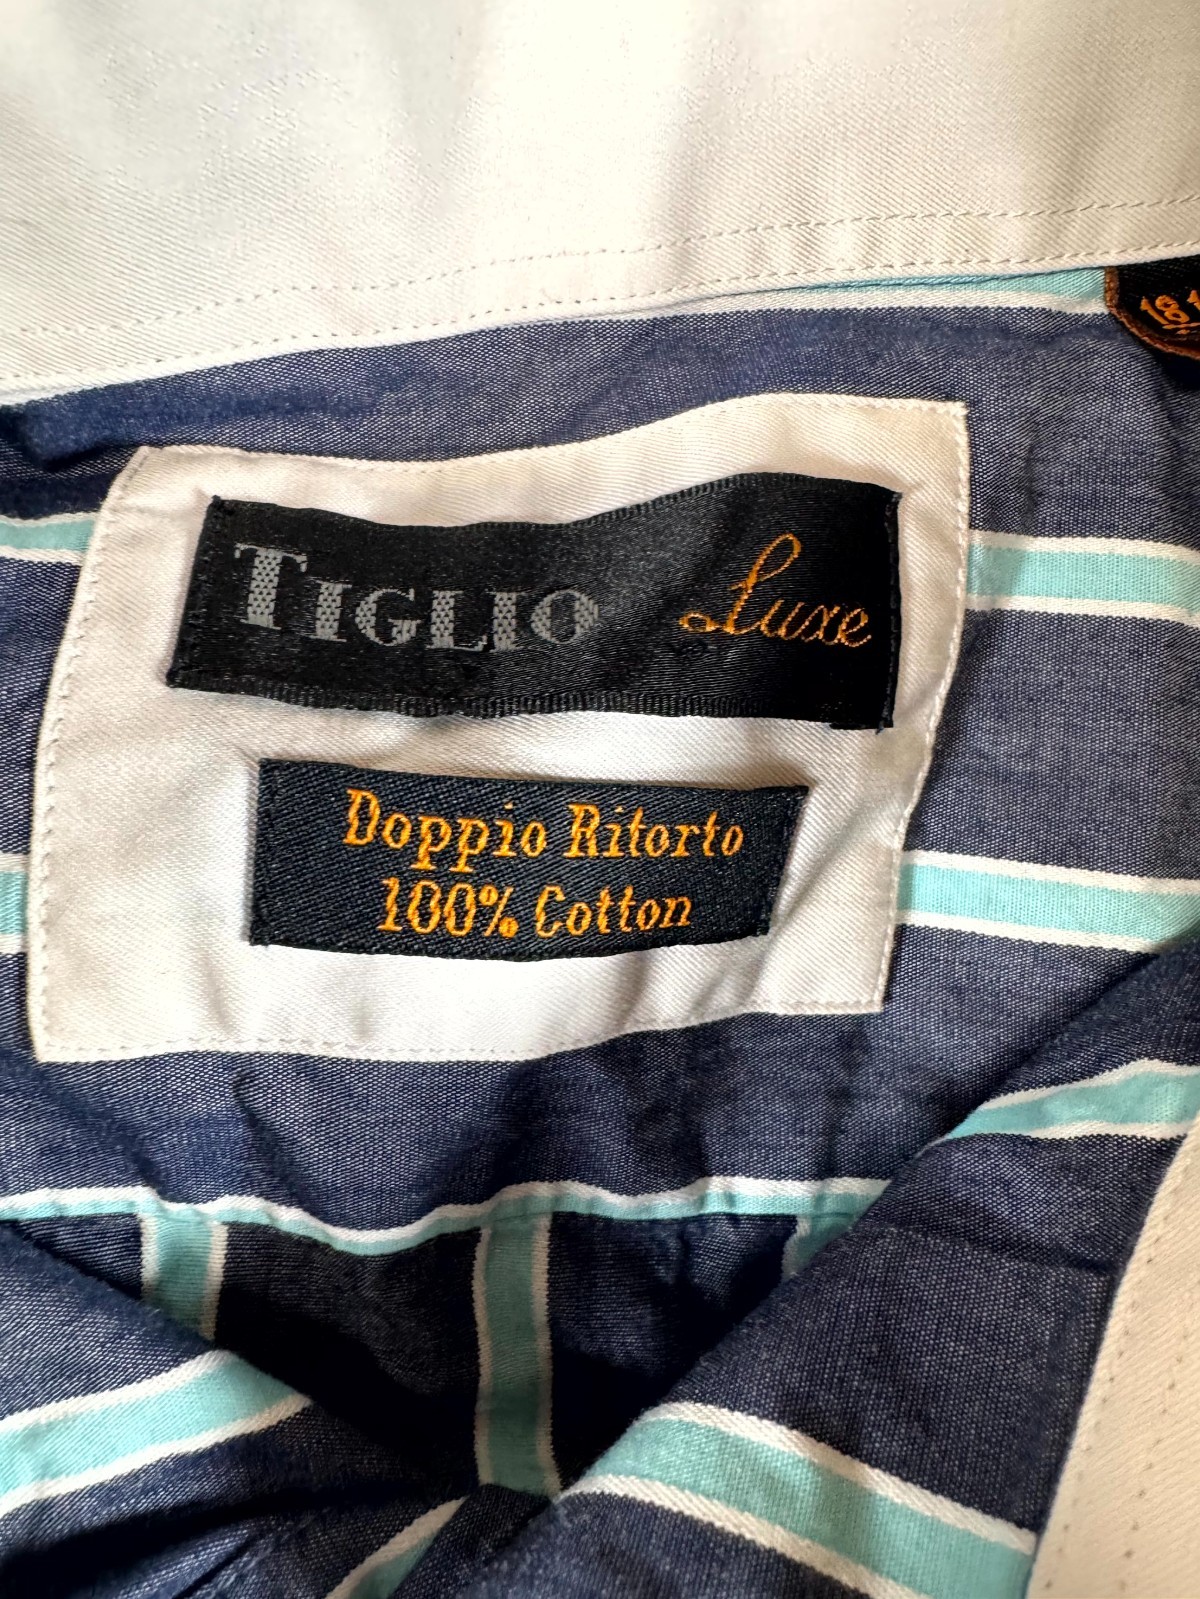 TIGLIO Luxe
Doppio Ritorto
100% Cotton